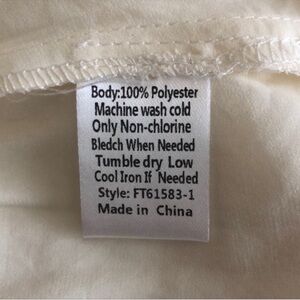 Body:100% Polyester
Machine wash cold
Only Non-chlorine
Bledch When Needed
Tumble dry Low
Cool Iron If Needed
Style: FT61583-1
Made in China